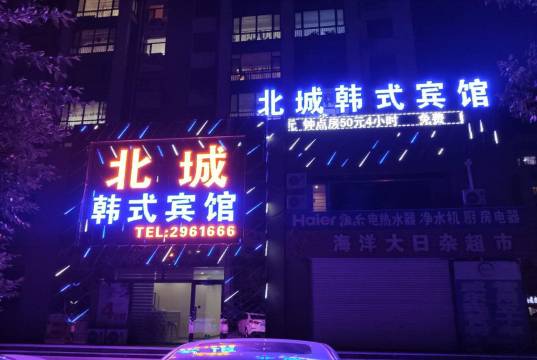 北城韩式宾馆
钟点房50元4小时 免费
北城
韩式宾馆
TEL:2961666
Haier 电热水器 净水机 厨房电器
海洋大日杂超市